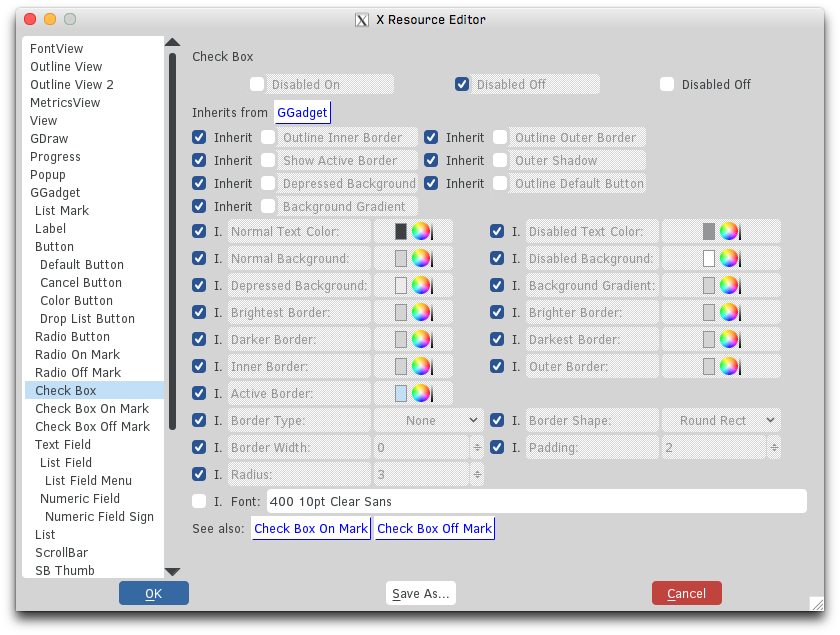 X Resource Editor
FontView
Outline View
Outline View 2
MetricsView
View
GDraw
Progress
Popup
GGadget
List Mark
Label
Button
Default Button
Cancel Button
Color Button
Drop List Button
Radio Button
Radio On Mark
Radio Off Mark
Check Box
Check Box On Mark
Check Box Off Mark
Text Field
List Field
List Field Menu
Numeric Field
Numeric Field Sign
List
ScrollBar
SB Thumb
Check Box
Disabled On Disabled Off Disabled Off
Inherits from GGadget
Inherit Outline Inner Border Inherit Outline Outer Border
Inherit Show Active Border Inherit Outer Shadow
Inherit Depressed Background Inherit Outline Default Button
Inherit Background Gradient
I. Normal Text Color: I. Disabled Text Color:
I. Normal Background: I. Disabled Background:
I. Depressed Background: I. Background Gradient:
I. Brightest Border: I. Brighter Border:
I. Darker Border: I. Darkest Border:
I. Inner Border: I. Outer Border:
I. Active Border:
I. Border Type: None I. Border Shape: Round Rect
I. Border Width: 0 I. Padding: 2
I. Radius: 3
I. Font: 400 10pt Clear Sans
See also: Check Box On Mark Check Box Off Mark
OK Save As... Cancel